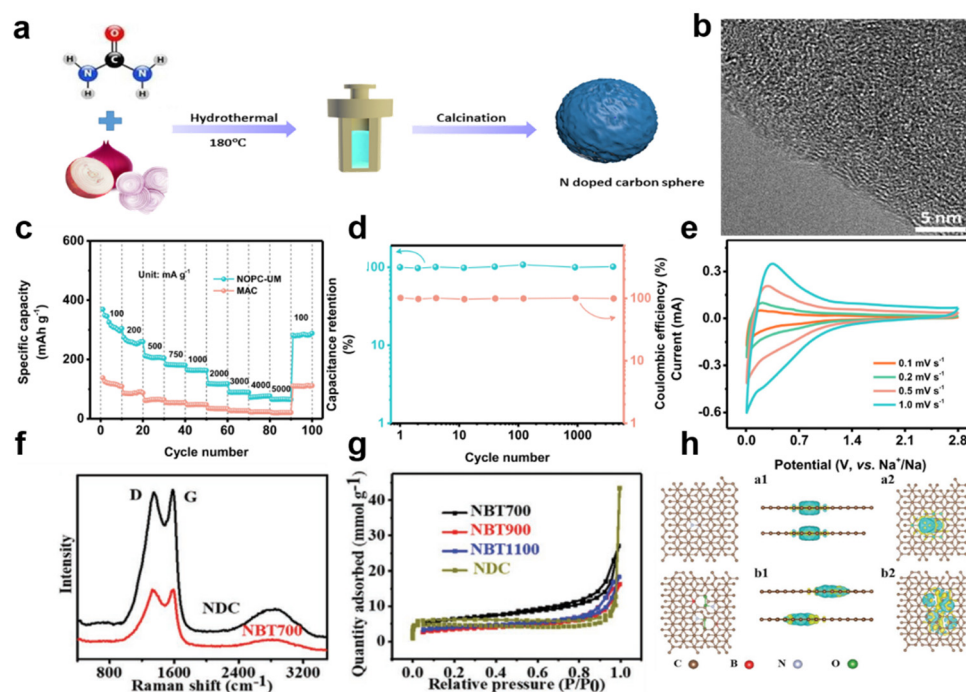 a
O
H
H
C
N
N
H
H
Hydrothermal
180°C
Calcination
N doped carbon sphere
b
5 nm
c
600
400
200
0
Specific capacity
(mAh g⁻¹)
Unit: mA g⁻¹
NOPC-UM
MAC
100
200
500
750
1000
2000
3000
4000
5000
100
0 20 40 60 80 100
Cycle number
d
Capacitance retention
(%)
100
10
1
100
10
1
1 10 100 1000
Cycle number
Coulombic efficiency (%)
e
Current (mA)
0.3
0.0
-0.3
-0.6
0.1 mV s⁻¹
0.2 mV s⁻¹
0.5 mV s⁻¹
1.0 mV s⁻¹
0.0 0.7 1.4 2.1 2.8
Potential (V, vs. Na⁺/Na)
f
D
G
Intensity
NDC
NBT700
800 1600 2400 3200
Raman shift (cm⁻¹)
g
Quantity adsorbed (mmol g⁻¹)
45
40
35
30
25
20
15
10
5
0
NBT700
NBT900
NBT1100
NDC
0.0 0.2 0.4 0.6 0.8 1.0
Relative pressure (P/P0)
h
a1
a2
b1
b2
C
B
N
O